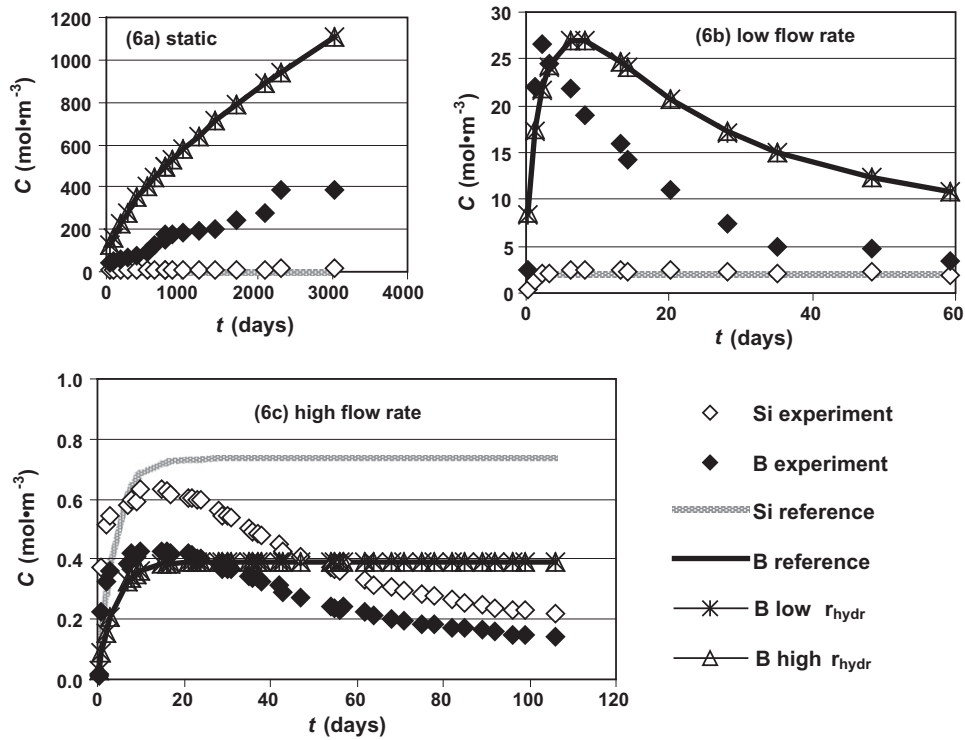 (6a) static
C (mol•m⁻³)
1200
1000
800
600
400
200
0
0 1000 2000 3000 4000
t (days)
(6b) low flow rate
C (mol•m⁻³)
30
25
20
15
10
5
0
0 20 40 60
t (days)
(6c) high flow rate
C (mol•m⁻³)
1.0
0.8
0.6
0.4
0.2
0.0
0 20 40 60 80 100 120
t (days)
Si experiment
B experiment
Si reference
B reference
B low r_hydr
B high r_hydr